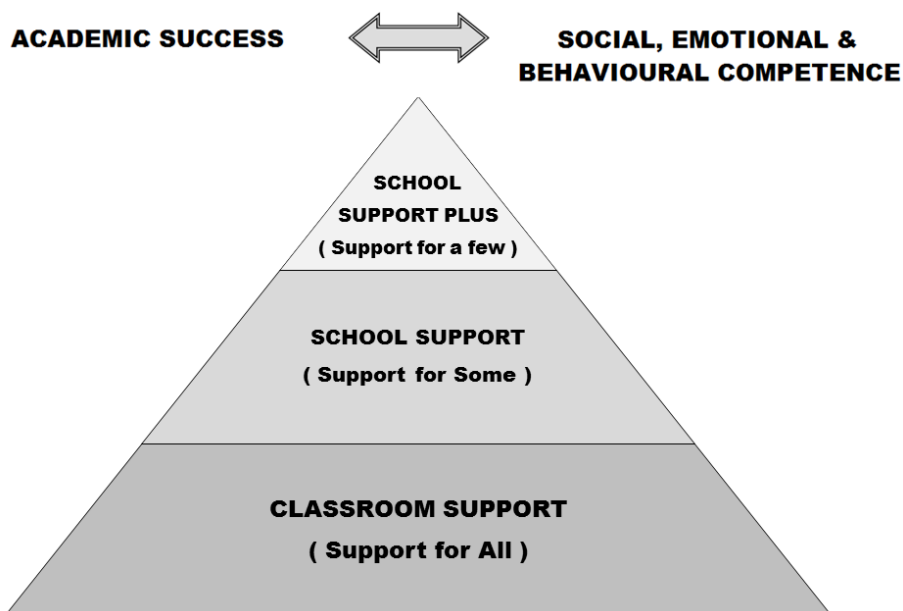 ACADEMIC SUCCESS
SOCIAL, EMOTIONAL &
BEHAVIOURAL COMPETENCE
SCHOOL
SUPPORT PLUS
( Support for a few )
SCHOOL SUPPORT
( Support for Some )
CLASSROOM SUPPORT
( Support for All )